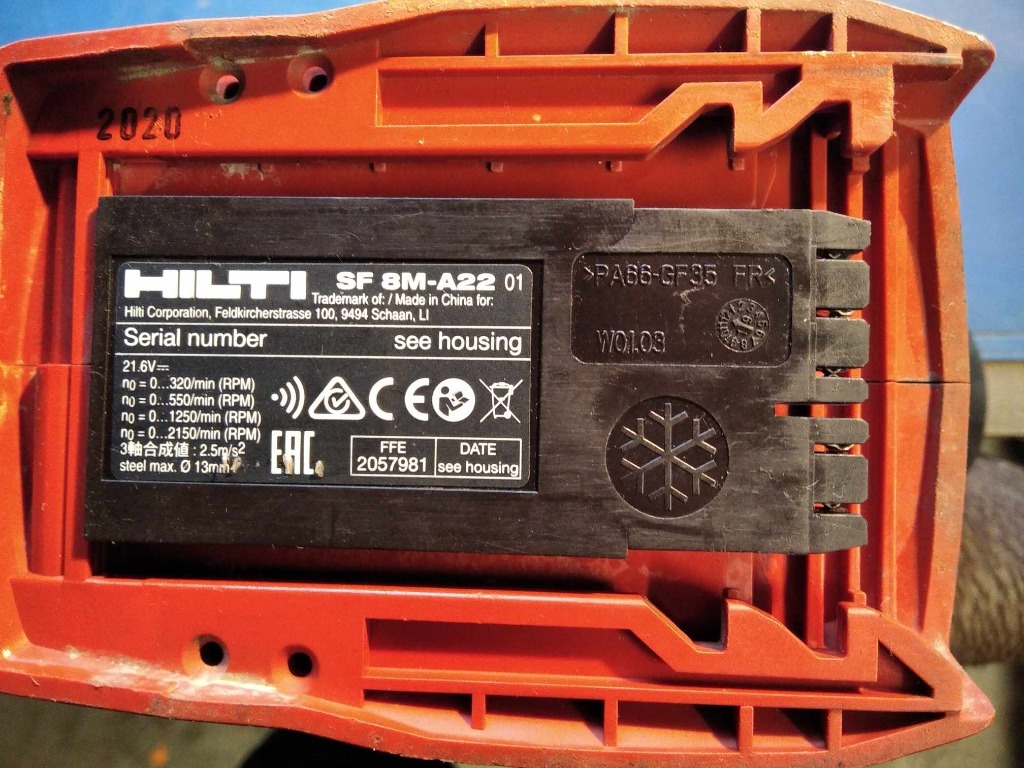 2020
HILTI SF 8M-A22 01
Trademark of: / Made in China for:
Hilti Corporation, Feldkircherstrasse 100, 9494 Schaan, LI
Serial number see housing
21.6V⎓
n₀ = 0...320/min (RPM)
n₀ = 0...550/min (RPM)
n₀ = 0...1250/min (RPM)
n₀ = 0...2150/min (RPM)
3軸合成値 : 2.5m/s²
steel max. Ø 13mm
CE
EAC
FFE
2057981
DATE
see housing
>PA66-GF35 FR<
W0103